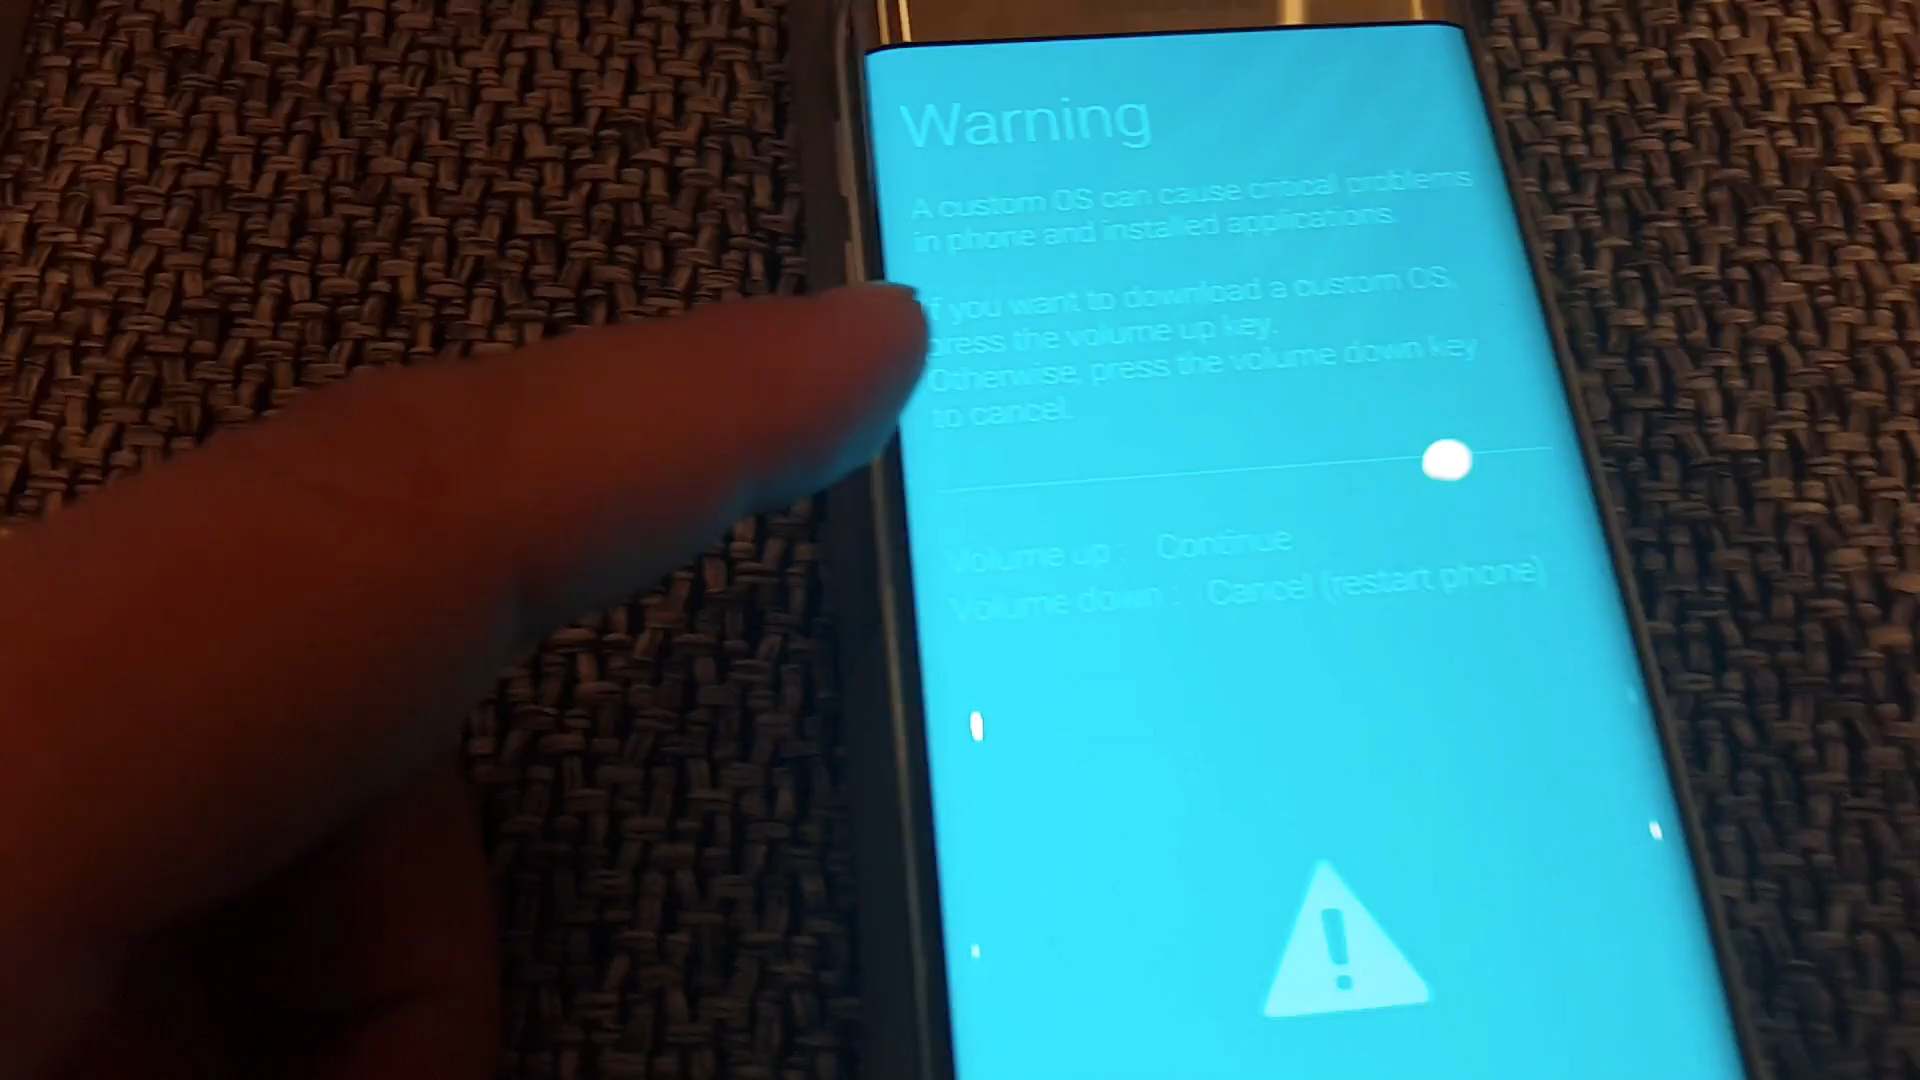 Warning
A custom OS can cause critical problems
in phone and installed applications.
If you want to download a custom OS,
press the volume up key.
Otherwise, press the volume down key
to cancel.
Volume up : Continue
Volume down : Cancel (restart phone)